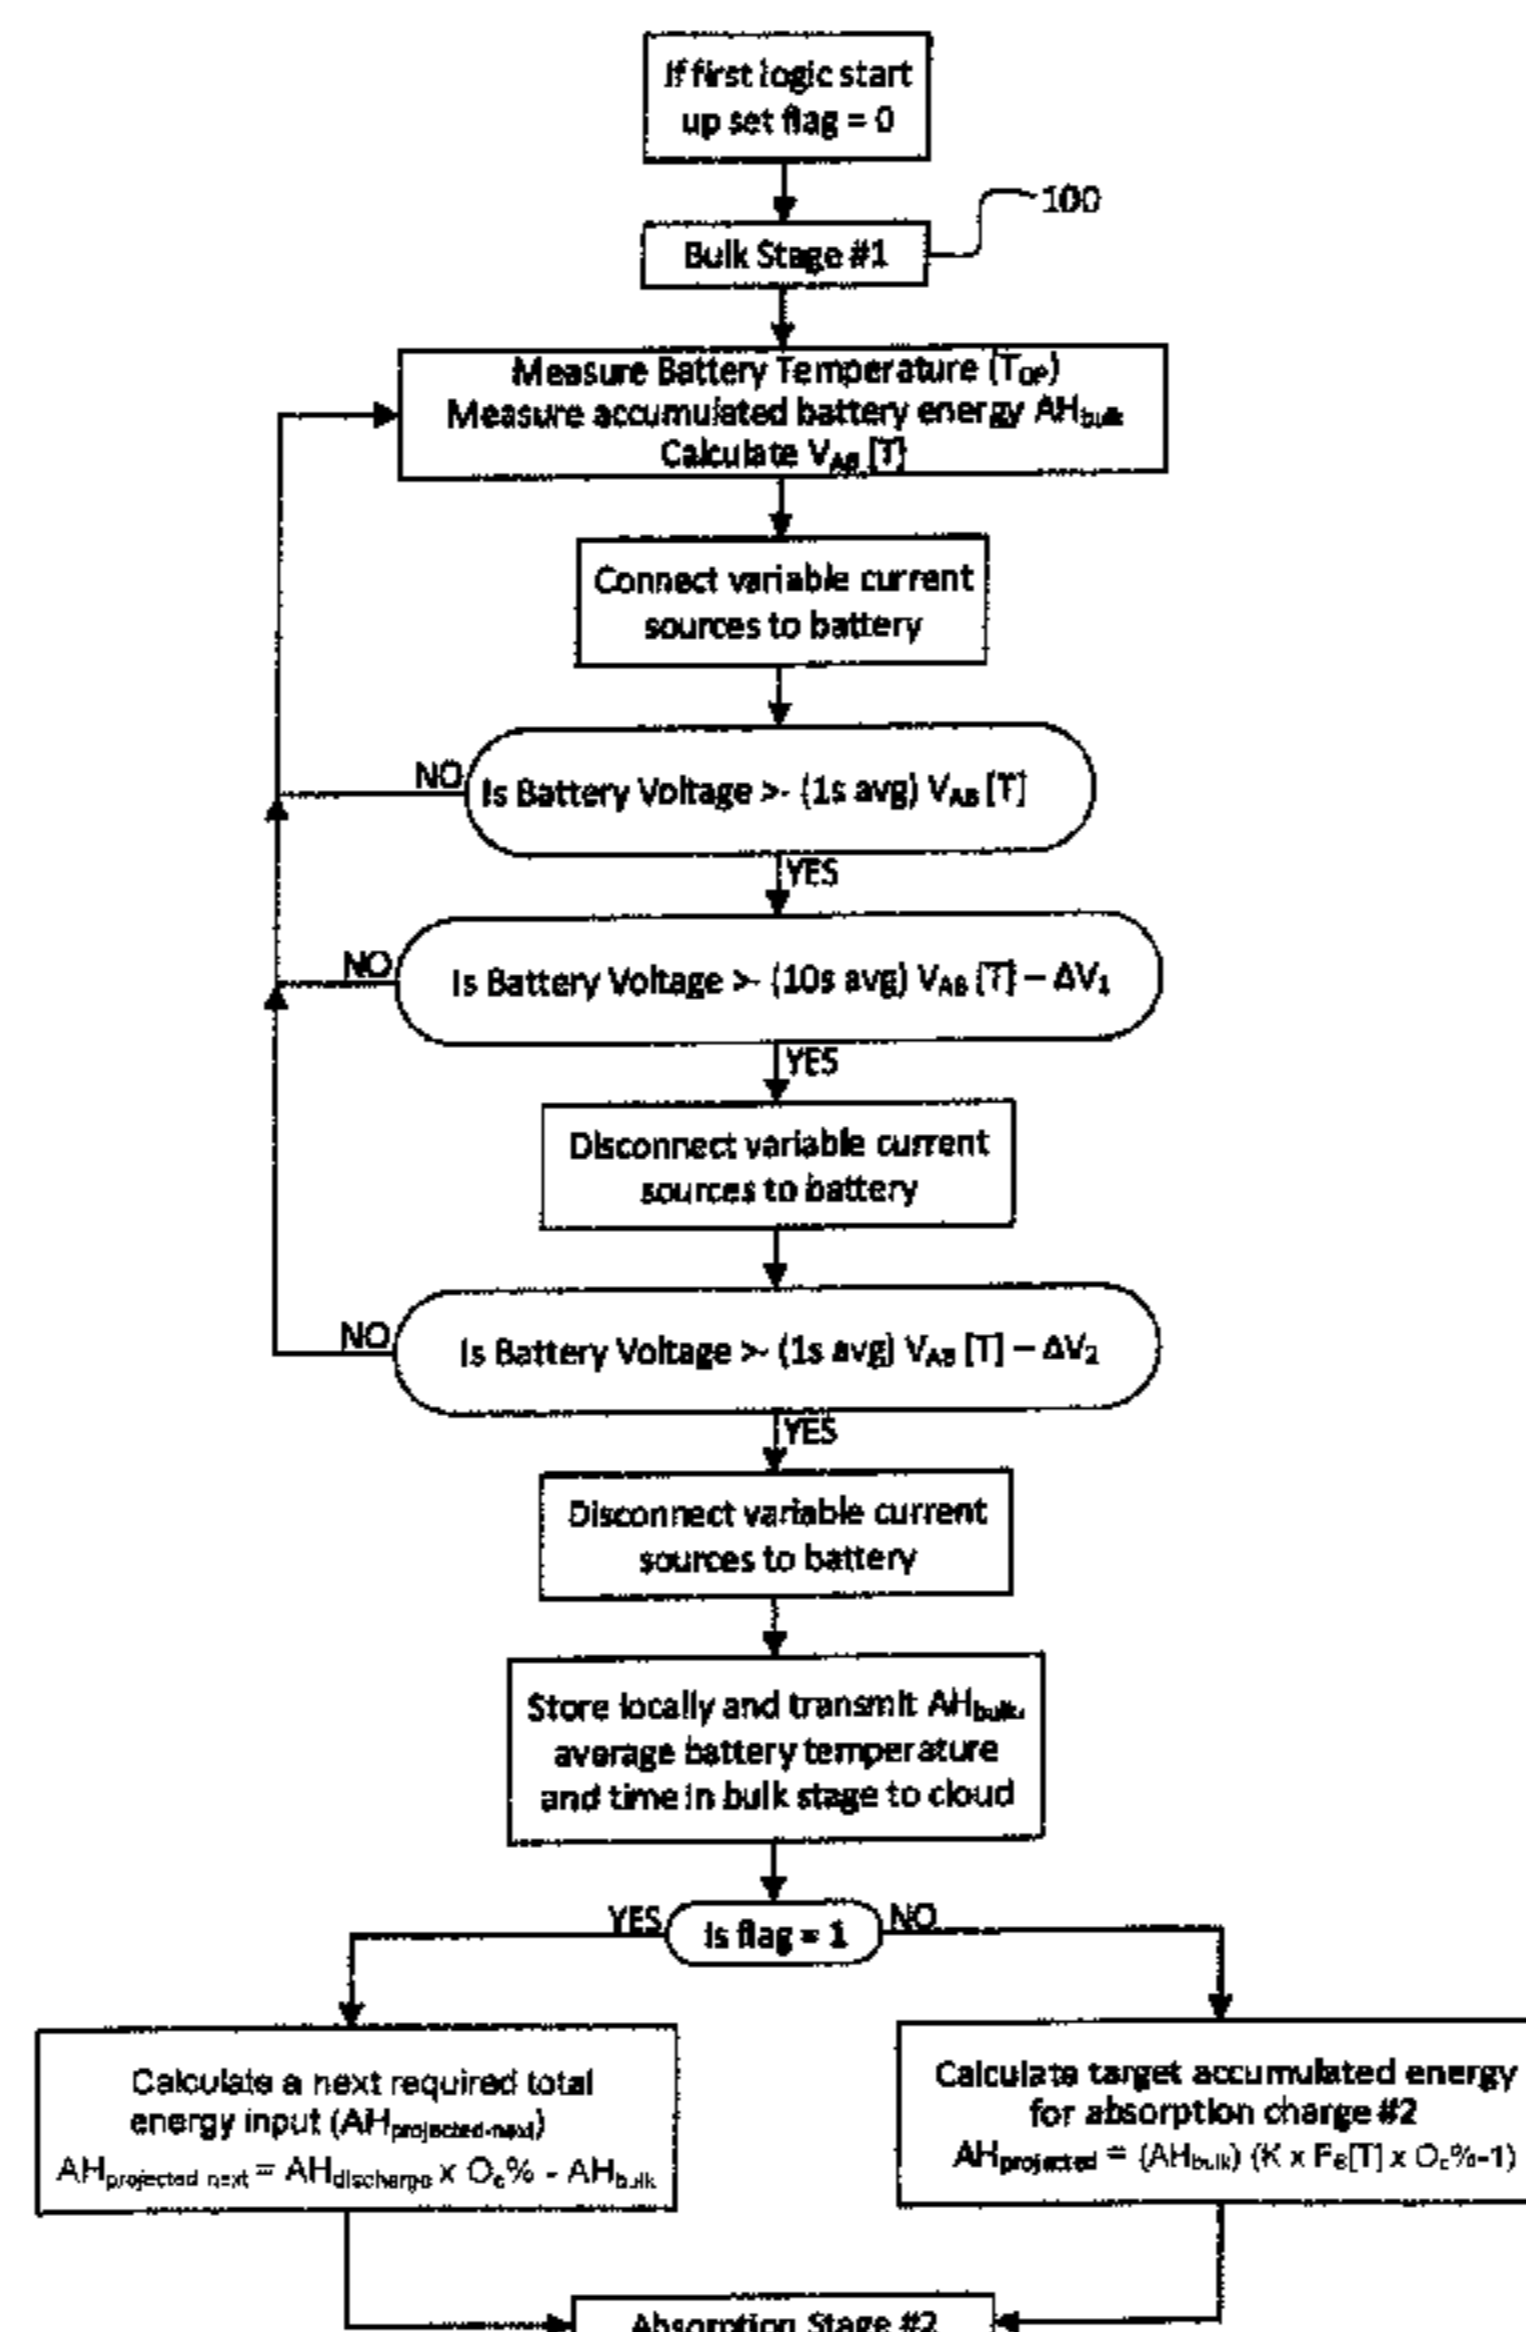 If first logic start
up set flag = 0
100
Bulk Stage #1
Measure Battery Temperature (TOP)
Measure accumulated battery energy AHbulk
Calculate VAB [T]
Connect variable current
sources to battery
NO
Is Battery Voltage >- (1s avg) VAB [T]
YES
NO
Is Battery Voltage >- (10s avg) VAB [T] – ΔV1
YES
Disconnect variable current
sources to battery
NO
Is Battery Voltage >- (1s avg) VAB [T] – ΔV2
YES
Disconnect variable current
sources to battery
Store locally and transmit AHbulk,
average battery temperature
and time in bulk stage to cloud
YES
Is flag = 1
NO
Calculate a next required total
energy input (AHprojected-next)
AHprojected next = AHdischarge x Oc% - AHbulk
Calculate target accumulated energy
for absorption charge #2
AHprojected = (AHbulk) (K x F6[T] x Oc%-1)
Absorption Stage #2